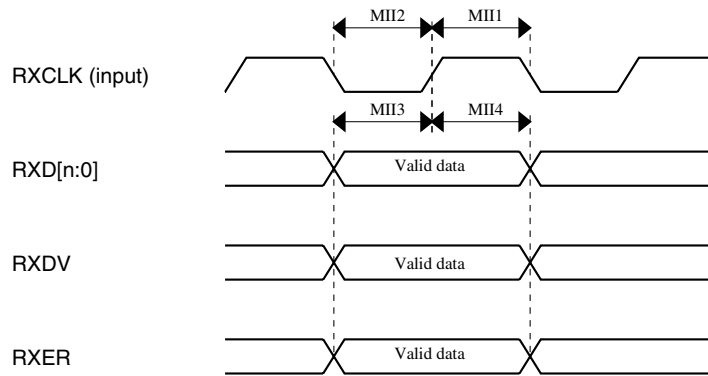 MII2 MII1
RXCLK (input)
MII3 MII4
RXD[n:0] Valid data
RXDV Valid data
RXER Valid data